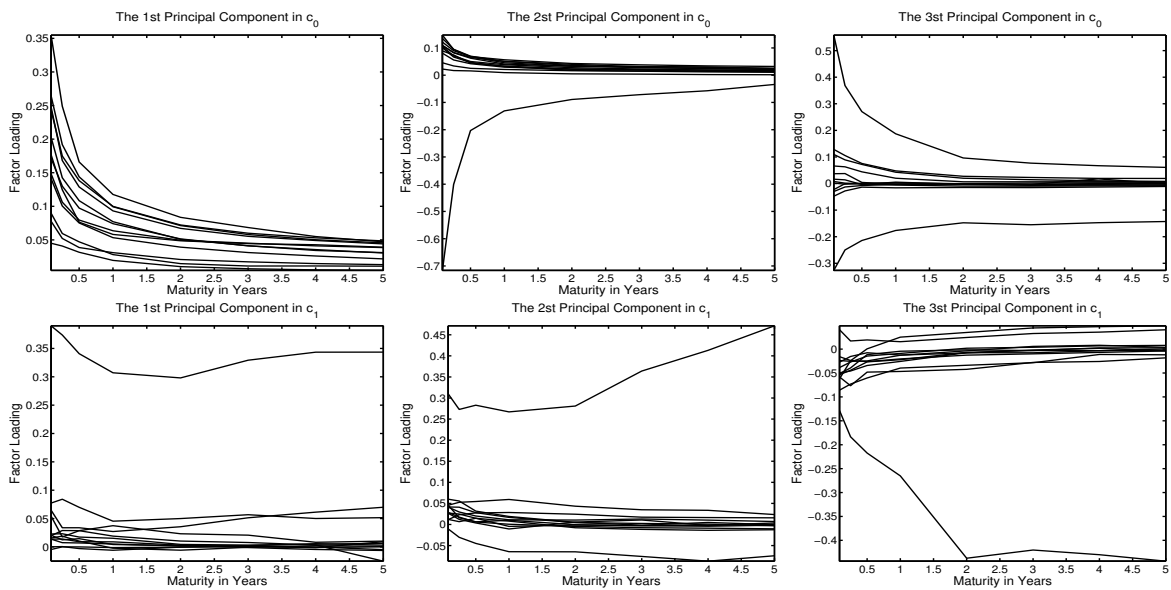 The 1st Principal Component in c0
Factor Loading
0.35
0.3
0.25
0.2
0.15
0.1
0.05
0.5 1 1.5 2 2.5 3 3.5 4 4.5 5
Maturity in Years
The 2st Principal Component in c0
Factor Loading
0.1
0
−0.1
−0.2
−0.3
−0.4
−0.5
−0.6
−0.7
0.5 1 1.5 2 2.5 3 3.5 4 4.5 5
Maturity in Years
The 3st Principal Component in c0
Factor Loading
0.5
0.4
0.3
0.2
0.1
0
−0.1
−0.2
−0.3
0.5 1 1.5 2 2.5 3 3.5 4 4.5 5
Maturity in Years
The 1st Principal Component in c1
Factor Loading
0.35
0.3
0.25
0.2
0.15
0.1
0.05
0
0.5 1 1.5 2 2.5 3 3.5 4 4.5 5
Maturity in Years
The 2st Principal Component in c1
Factor Loading
0.45
0.4
0.35
0.3
0.25
0.2
0.15
0.1
0.05
0
−0.05
0.5 1 1.5 2 2.5 3 3.5 4 4.5 5
Maturity in Years
The 3st Principal Component in c1
Factor Loading
0
−0.05
−0.1
−0.15
−0.2
−0.25
−0.3
−0.35
−0.4
0.5 1 1.5 2 2.5 3 3.5 4 4.5 5
Maturity in Years